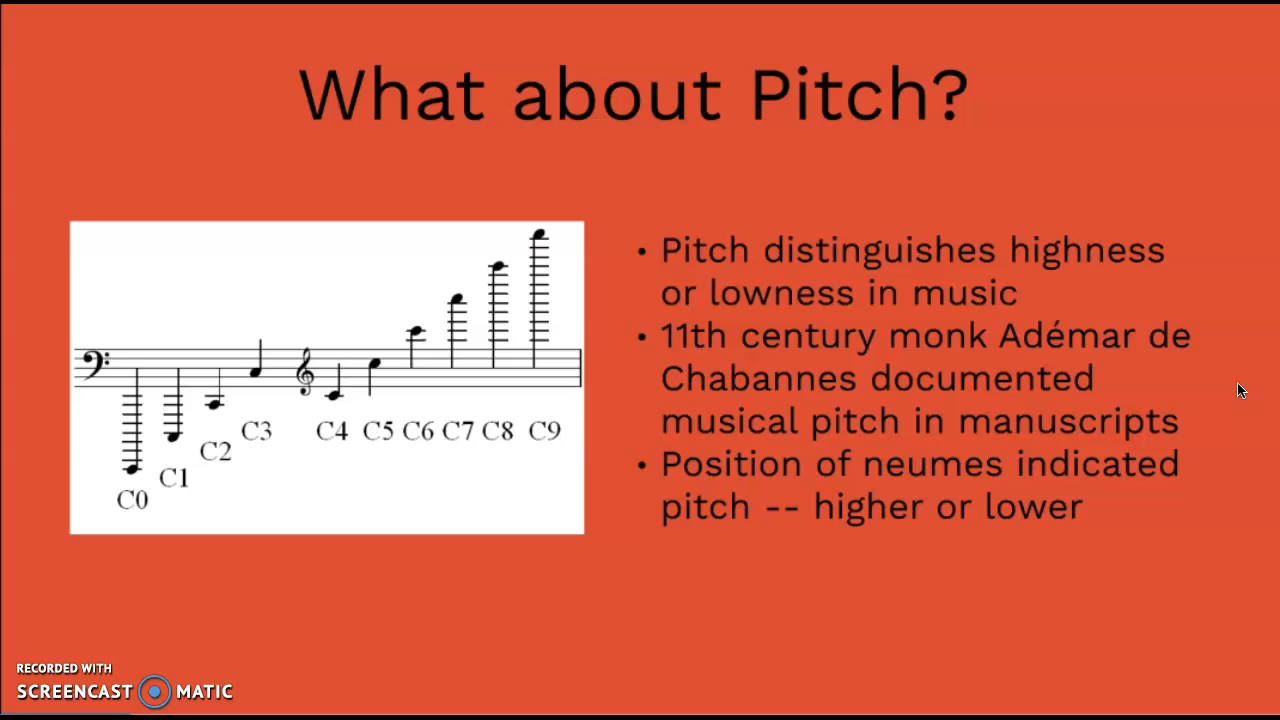 What about Pitch?
C0
C1
C2
C3
C4 C5 C6 C7 C8 C9
• Pitch distinguishes highness
or lowness in music
• 11th century monk Adémar de
Chabannes documented
musical pitch in manuscripts
• Position of neumes indicated
pitch -- higher or lower
RECORDED WITH
SCREENCAST MATIC